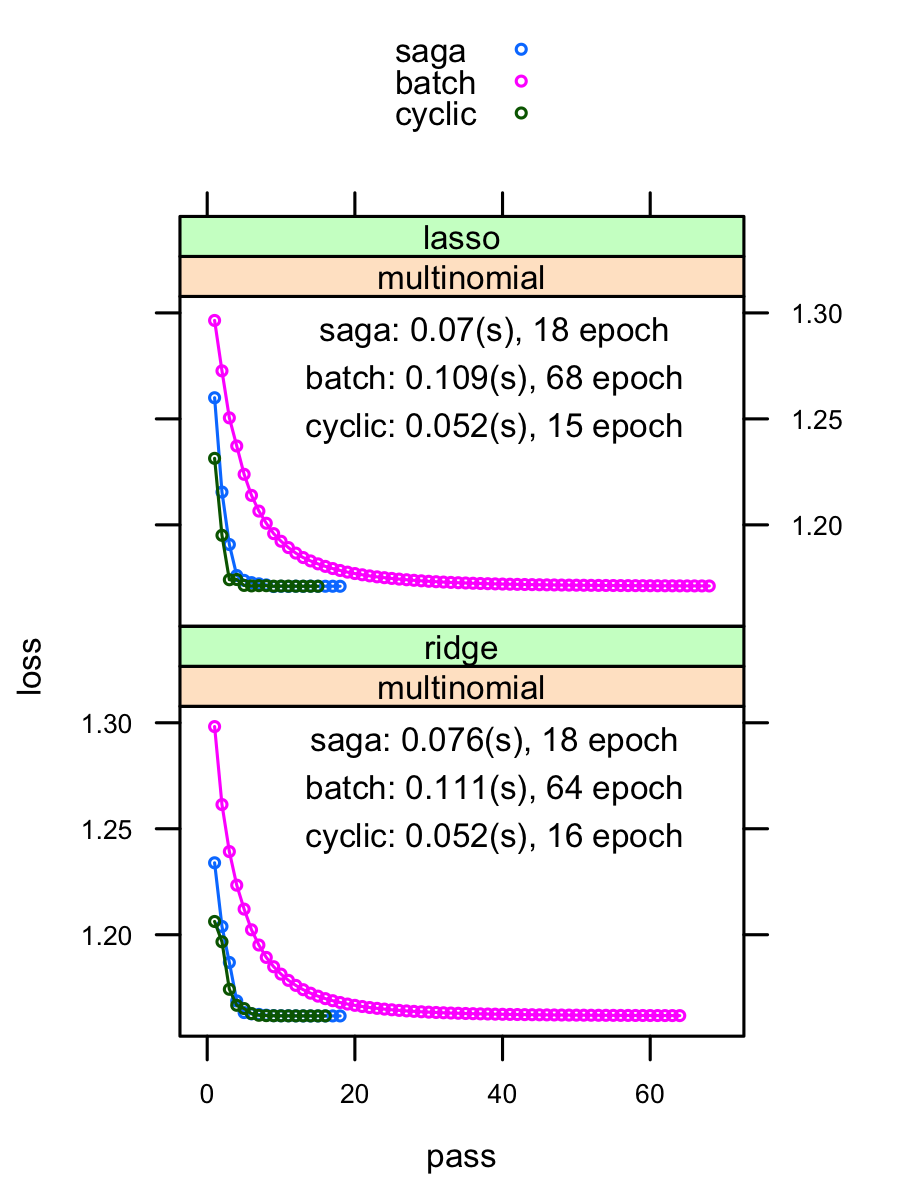 saga
batch
cyclic
lasso
multinomial
saga: 0.07(s), 18 epoch
batch: 0.109(s), 68 epoch
cyclic: 0.052(s), 15 epoch
1.30
1.25
1.20
ridge
multinomial
saga: 0.076(s), 18 epoch
batch: 0.111(s), 64 epoch
cyclic: 0.052(s), 16 epoch
1.30
1.25
1.20
loss
0 20 40 60
pass